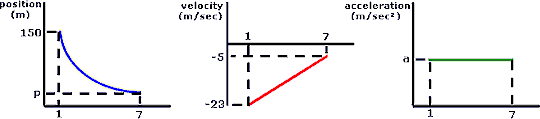 position
(m)
150
p
1
7
velocity
(m/sec)
1
7
-5
-23
acceleration
(m/sec²)
a
1
7